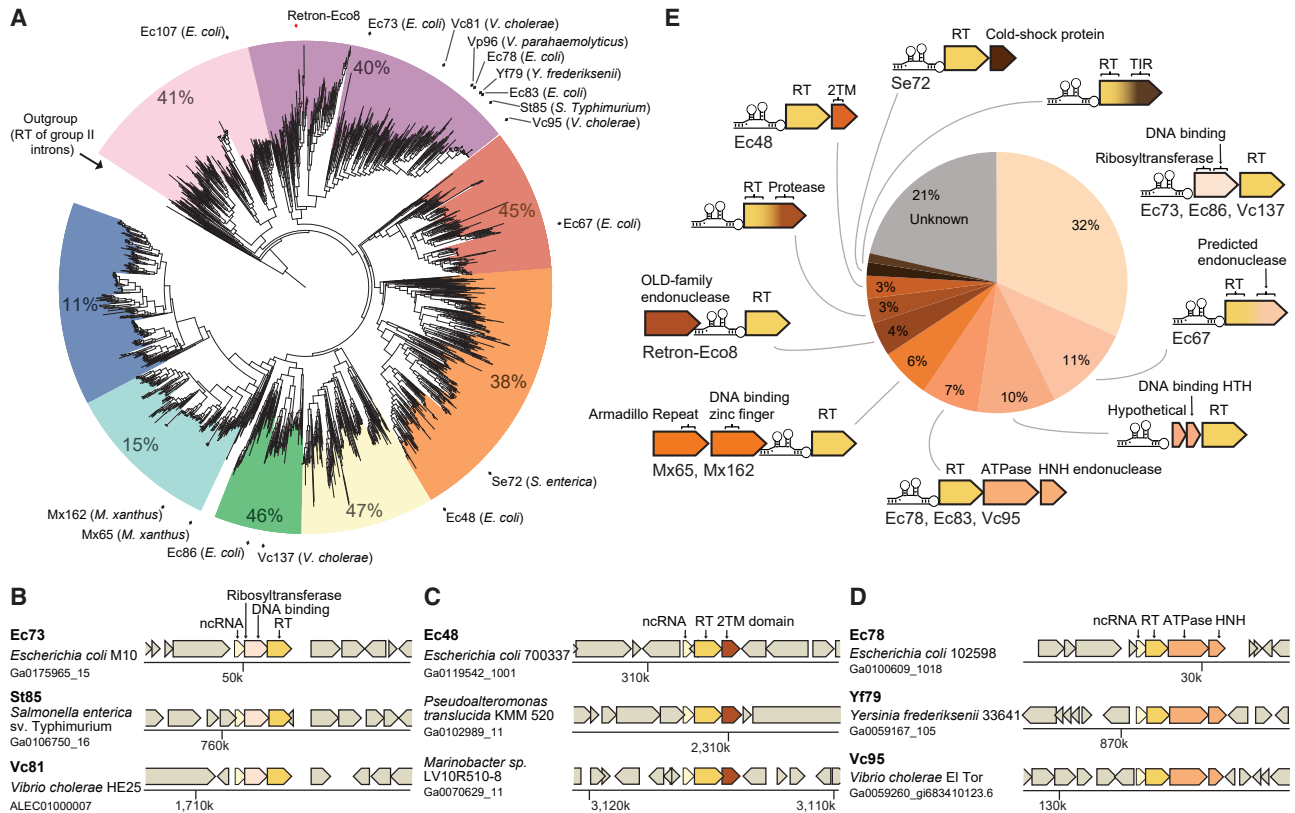 A
Retron-Eco8
Ec107 (E. coli)
Ec73 (E. coli)
Vc81 (V. cholerae)
Vp96 (V. parahaemolyticus)
Ec78 (E. coli)
Yf79 (Y. frederiksenii)
Ec83 (E. coli)
St85 (S. Typhimurium)
Vc95 (V. cholerae)
41%
40%
Outgroup
(RT of group II
introns)
45%
Ec67 (E. coli)
11%
38%
15%
46%
47%
Se72 (S. enterica)
Ec48 (E. coli)
Mx162 (M. xanthus)
Mx65 (M. xanthus)
Ec86 (E. coli)
Vc137 (V. cholerae)
E
RT Cold-shock protein
Se72
RT TIR
RT 2TM
Ec48
DNA binding
Ribosyltransferase RT
Ec73, Ec86, Vc137
RT Protease
21%
Unknown
32%
Predicted
endonuclease
RT
Ec67
OLD-family
endonuclease RT
Retron-Eco8
3%
3%
4%
6%
7%
10%
11%
DNA binding HTH
Hypothetical RT
Armadillo Repeat
DNA binding
zinc finger
RT
Mx65, Mx162
RT ATPase HNH endonuclease
Ec78, Ec83, Vc95
B
Ribosyltransferase
DNA binding
ncRNA RT
Ec73
Escherichia coli M10
Ga0175965_15
50k
St85
Salmonella enterica
sv. Typhimurium
Ga0106750_16
760k
Vc81
Vibrio cholerae HE25
ALEC01000007
1,710k
C
ncRNA RT 2TM domain
Ec48
Escherichia coli 700337
Ga0119542_1001
310k
Pseudoalteromonas
translucida KMM 520
Ga0102989_11
2,310k
Marinobacter sp.
LV10R510-8
Ga0070629_11
3,120k
3,110k
D
ncRNA RT ATPase HNH
Ec78
Escherichia coli 102598
Ga0100609_1018
30k
Yf79
Yersinia frederiksenii 33641
Ga0059167_105
870k
Vc95
Vibrio cholerae El Tor
Ga0059260_gi683410123.6
130k